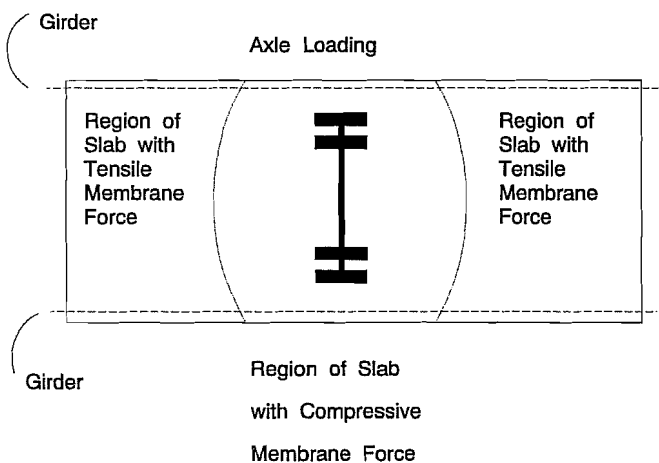 Girder
Axle Loading
Region of
Slab with
Tensile
Membrane
Force
Region of
Slab with
Tensile
Membrane
Force
Girder
Region of Slab
with Compressive
Membrane Force